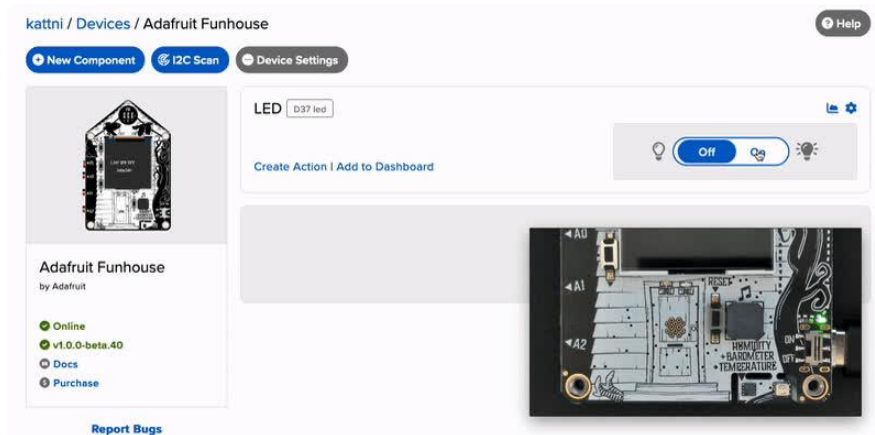 kattni / Devices / Adafruit Funhouse
Help
New Component
I2C Scan
Device Settings
LED
D37 led
Off
On
Create Action | Add to Dashboard
Adafruit Funhouse
by Adafruit
Online
v1.0.0-beta.40
Docs
Purchase
Report Bugs
A0
A1
A2
RESET
ON
OFF
HUMIDITY
+BAROMETER
+TEMPERATURE